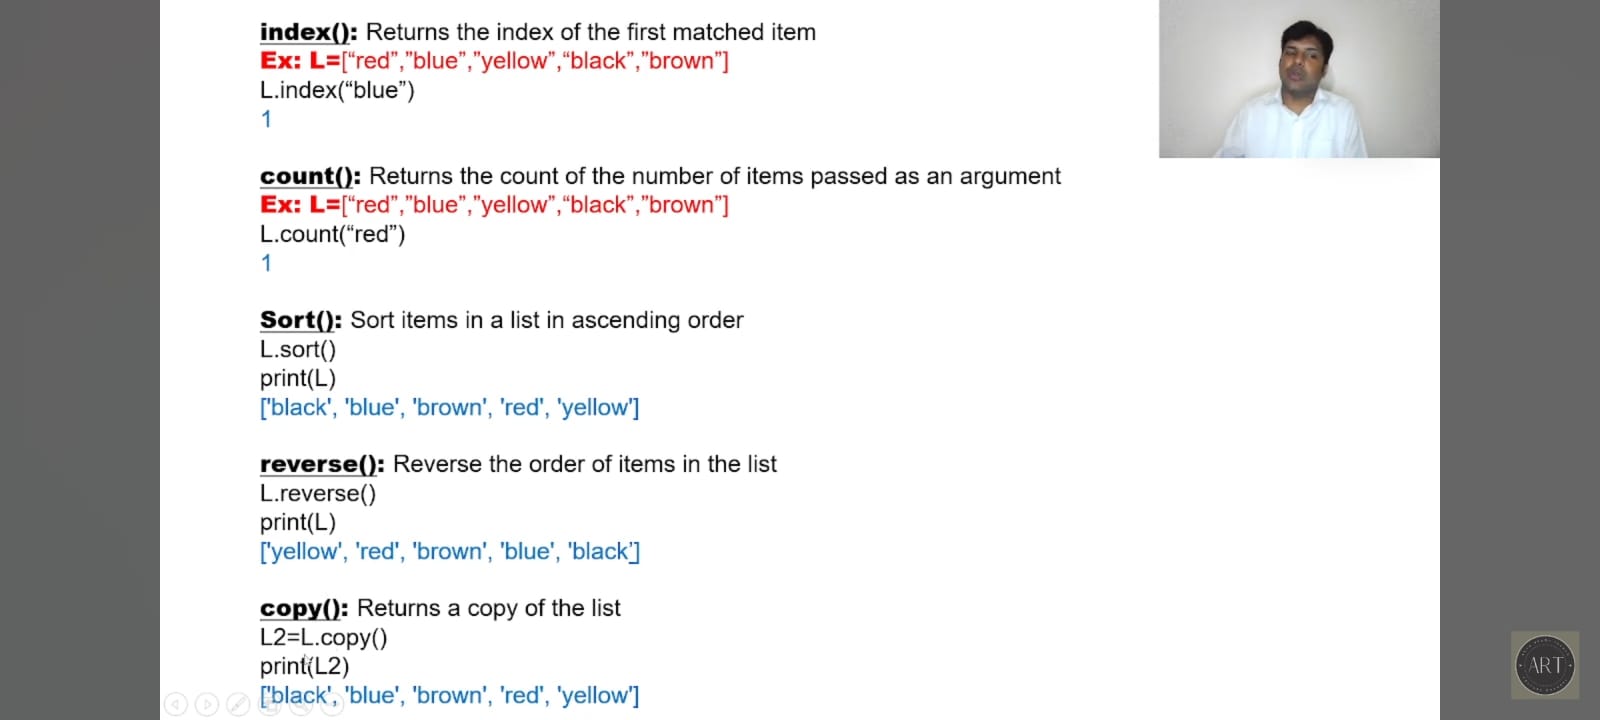 index(): Returns the index of the first matched item
Ex: L=[“red”,”blue”,”yellow”,“black”,”brown”]
L.index(“blue”)
1
count(): Returns the count of the number of items passed as an argument
Ex: L=[“red”,”blue”,”yellow”,“black”,”brown”]
L.count(“red”)
1
Sort(): Sort items in a list in ascending order
L.sort()
print(L)
['black', 'blue', 'brown', 'red', 'yellow']
reverse(): Reverse the order of items in the list
L.reverse()
print(L)
['yellow', 'red', 'brown', 'blue', 'black’]
copy(): Returns a copy of the list
L2=L.copy()
print(L2)
['black', 'blue', 'brown', 'red', 'yellow']
ART